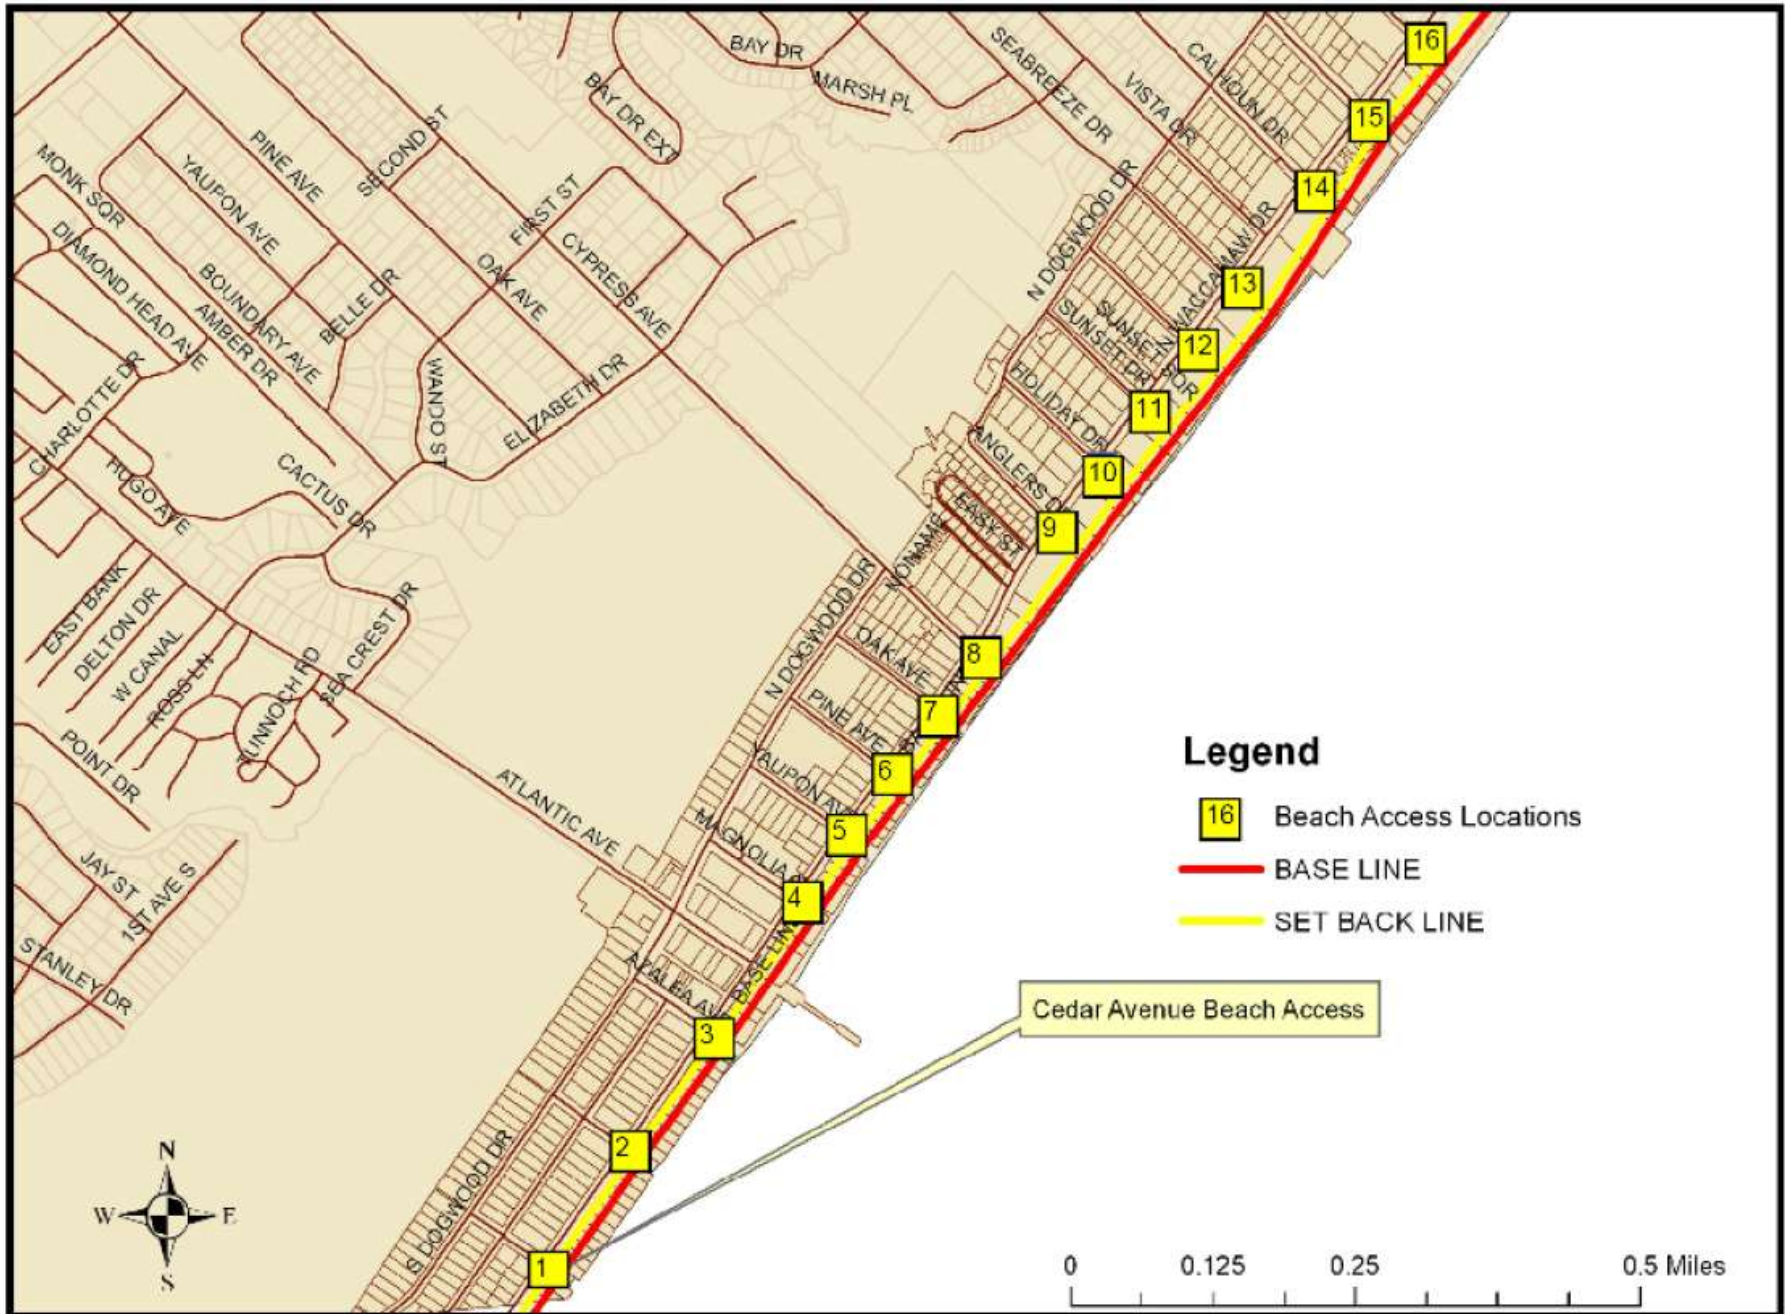 BAY DR
MARSH PL
BAY DR EXT
SEABREEZE DR
VISTA DR
CALHOUN DR
16
15
14
SECOND ST
PINE AVE
YAUPON AVE
MONK SQR
DIAMOND HEAD AVE
BOUNDARY AVE
AMBER DR
BELLE DR
FIRST ST
OAK AVE
CYPRESS AVE
N DOGWOOD DR
N WACCAMAW DR
13
12
SUNSET SQR
SUNSET DR
11
HOLIDAY DR
10
ANGLERS
9
EASY ST
NONAME
CHARLOTTE DR
HUGO AVE
CACTUS DR
WANDO ST
ELIZABETH DR
EAST BANK
DELTON DR
W CANAL
ROSS LN
TUNNOCH RD
SEA CREST DR
POINT DR
N DOGWOOD DR
8
OAK AVE
7
PINE AVE
6
YAUPON AVE
5
MAGNOLIA
4
ATLANTIC AVE
JAY ST
1ST AVE S
STANLEY DR
AZALEA AVE
BASE LINE
3
2
S DOGWOOD DR
1
Legend
16 Beach Access Locations
BASE LINE
SET BACK LINE
Cedar Avenue Beach Access
N
W E
S
0 0.125 0.25 0.5 Miles